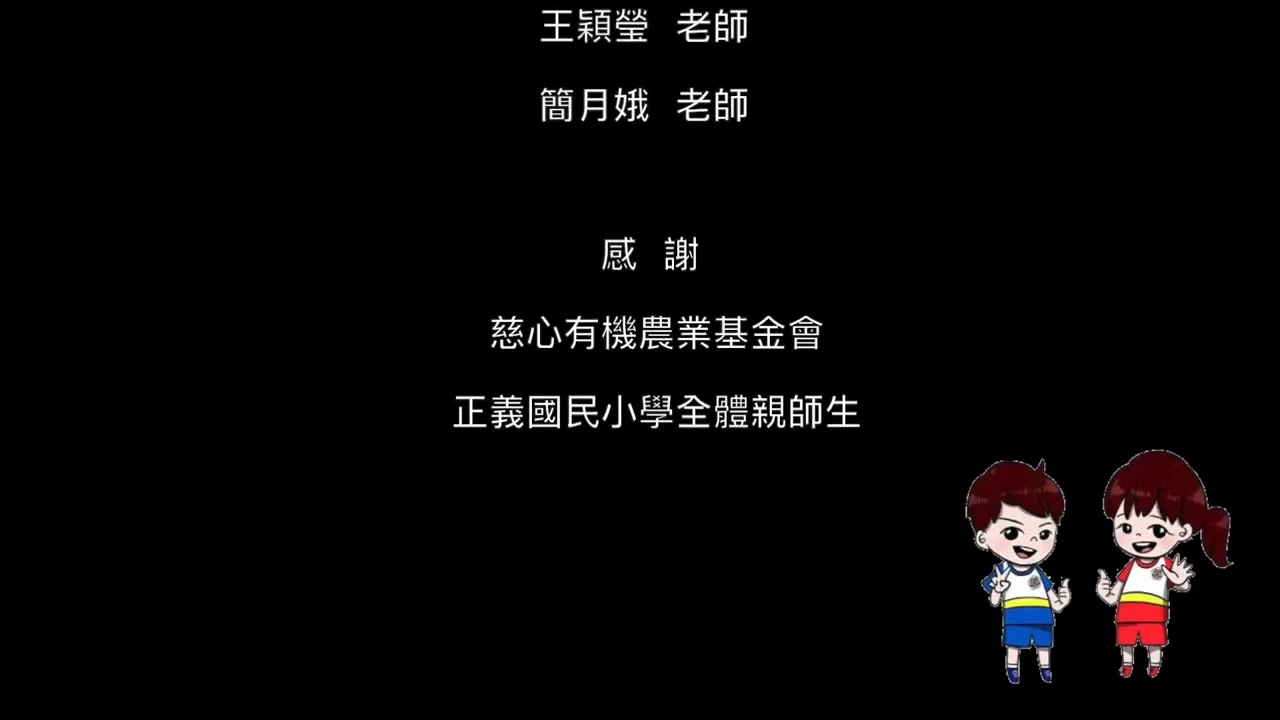 王穎瑩 老師
簡月娥 老師
感 謝
慈心有機農業基金會
正義國民小學全體親師生